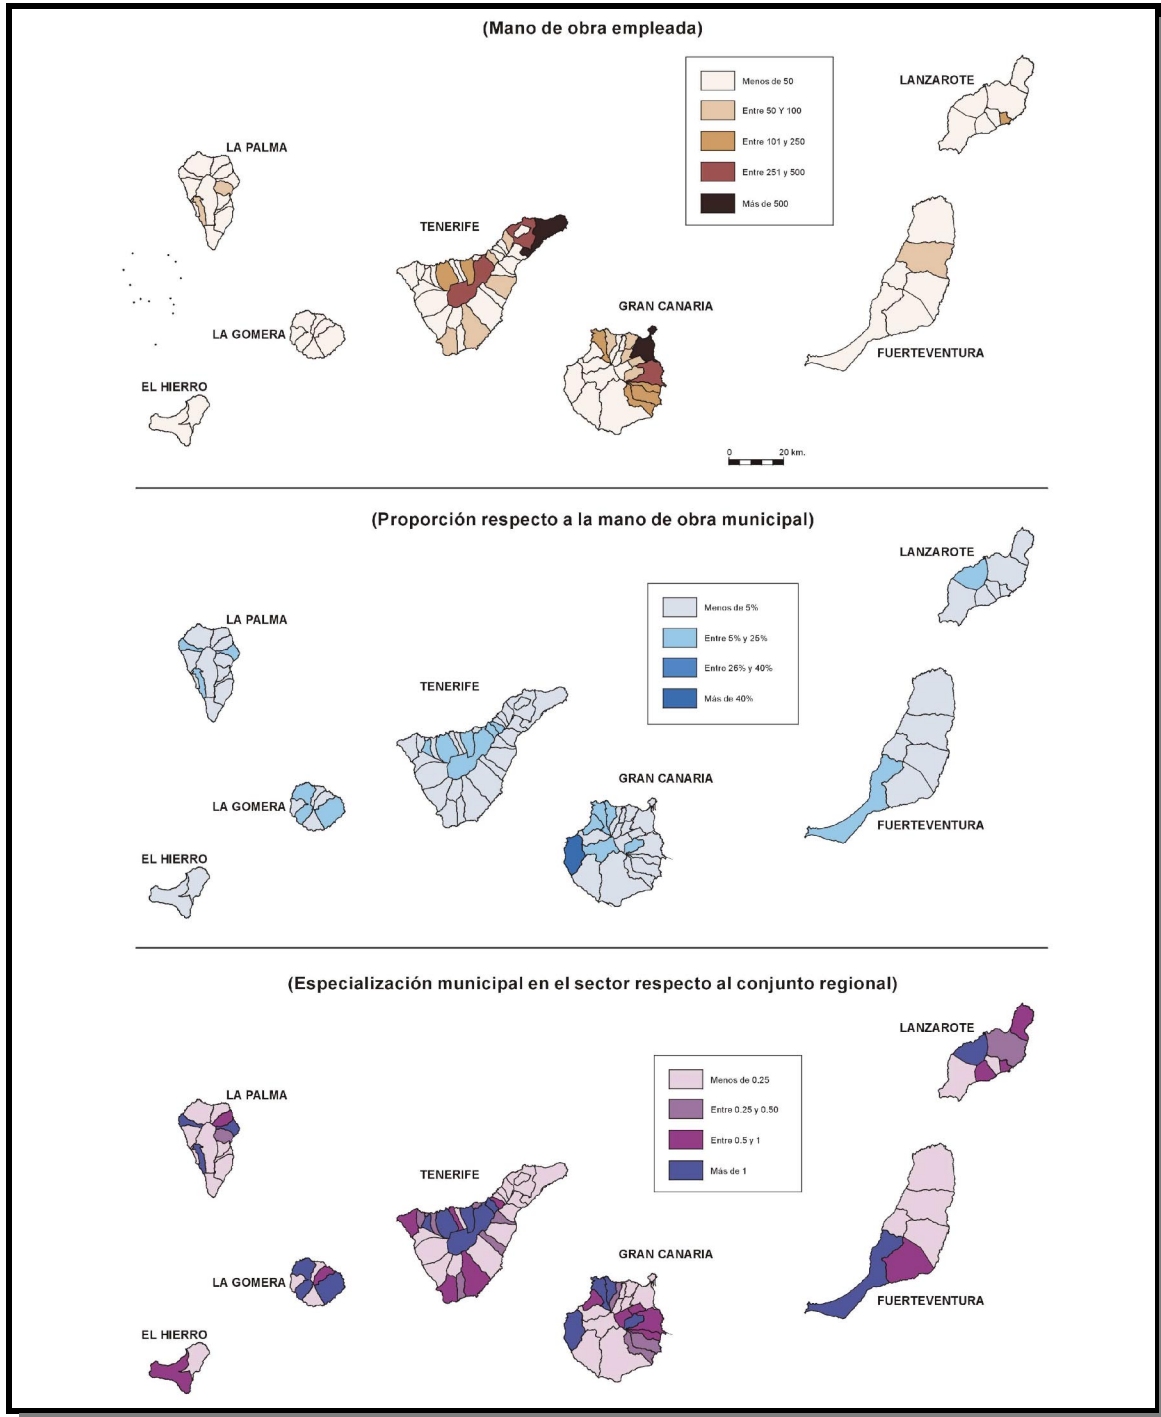 (Mano de obra empleada)
LANZAROTE
Menos de 50
Entre 50 Y 100
Entre 101 y 250
Entre 251 y 500
Más de 500
LA PALMA
TENERIFE
GRAN CANARIA
LA GOMERA
FUERTEVENTURA
EL HIERRO
0 20 km.
(Proporción respecto a la mano de obra municipal)
LANZAROTE
Menos de 5%
Entre 5% y 25%
Entre 26% y 40%
Más de 40%
LA PALMA
TENERIFE
GRAN CANARIA
LA GOMERA
FUERTEVENTURA
EL HIERRO
(Especialización municipal en el sector respecto al conjunto regional)
LANZAROTE
Menos de 0.25
Entre 0.25 y 0.50
Entre 0.5 y 1
Más de 1
LA PALMA
TENERIFE
GRAN CANARIA
LA GOMERA
FUERTEVENTURA
EL HIERRO